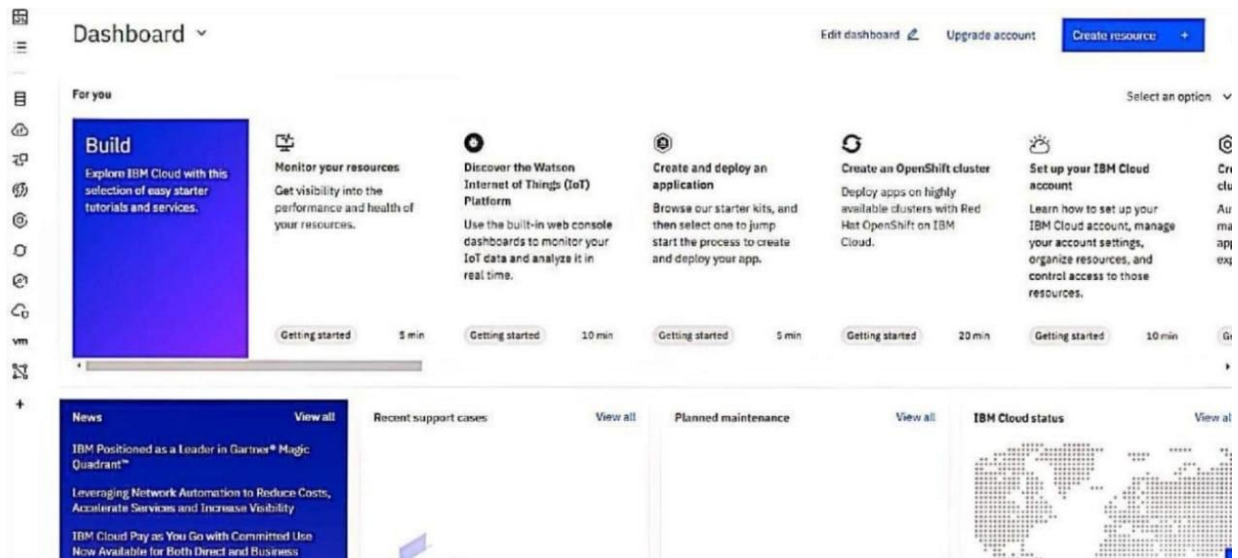 Dashboard
Edit dashboard
Upgrade account
Create resource +
For you
Select an option
Build
Explore IBM Cloud with this
selection of easy starter
tutorials and services.
Monitor your resources
Get visibility into the
performance and health of
your resources.
Getting started 5 min
Discover the Watson
Internet of Things (IoT)
Platform
Use the built-in web console
dashboards to monitor your
IoT data and analyze it in
real time.
Getting started 10 min
Create and deploy an
application
Browse our starter kits, and
then select one to jump
start the process to create
and deploy your app.
Getting started 5 min
Create an OpenShift cluster
Deploy apps on highly
available clusters with Red
Hat OpenShift on IBM
Cloud.
Getting started 20 min
Set up your IBM Cloud
account
Learn how to set up your
IBM Cloud account, manage
your account settings,
organize resources, and
control access to those
resources.
Getting started 10 min
Cr
clu
Au
ma
app
exp
vm
News View all
IBM Positioned as a Leader in Gartner® Magic
Quadrant™
Leveraging Network Automation to Reduce Costs,
Accelerate Services and Increase Visibility
IBM Cloud Pay as You Go with Committed Use
Now Available for Both Direct and Business
Recent support cases View all
Planned maintenance View all
IBM Cloud status View al